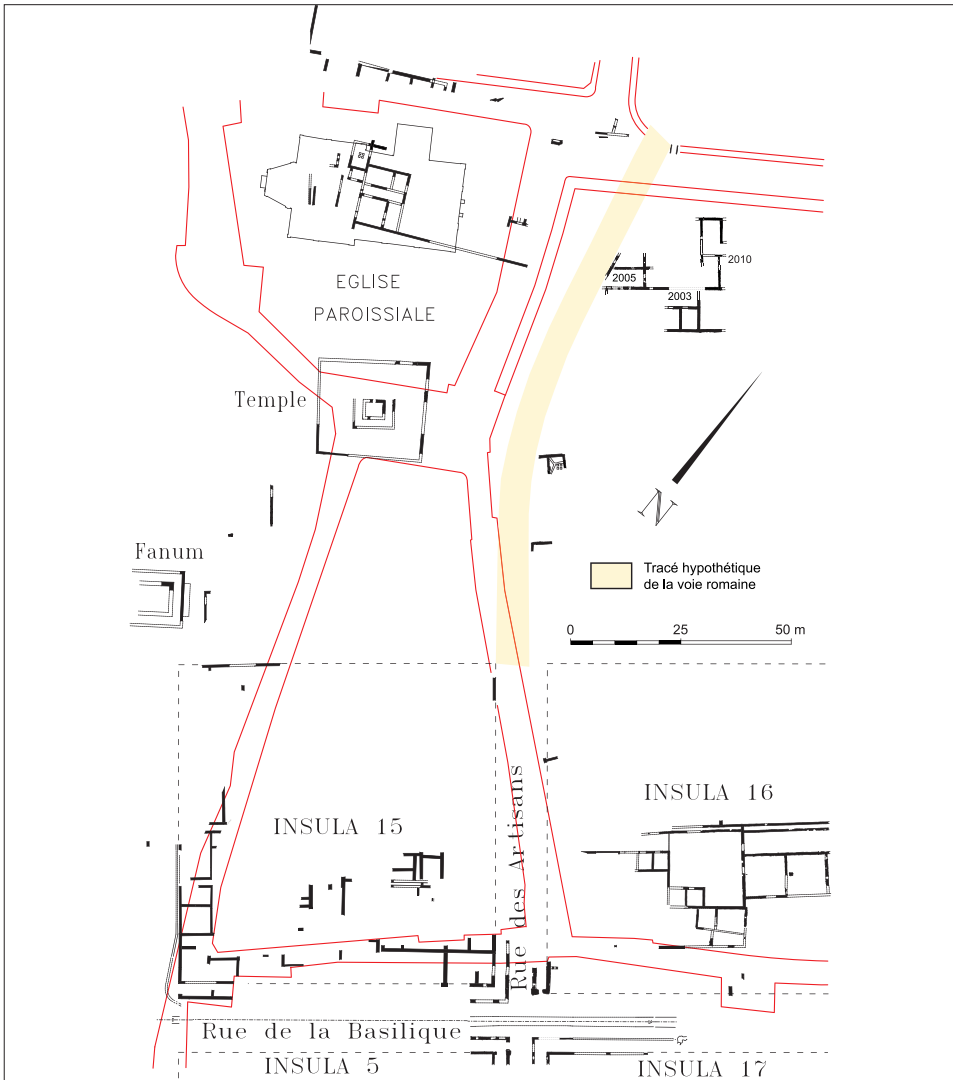 EGLISE
PAROISSIALE
2010
2005
2003
Temple
N
Fanum
Tracé hypothétique
de la voie romaine
0 25 50 m
INSULA 16
INSULA 15
Rue des Artisans
Rue de la Basilique
INSULA 5
INSULA 17